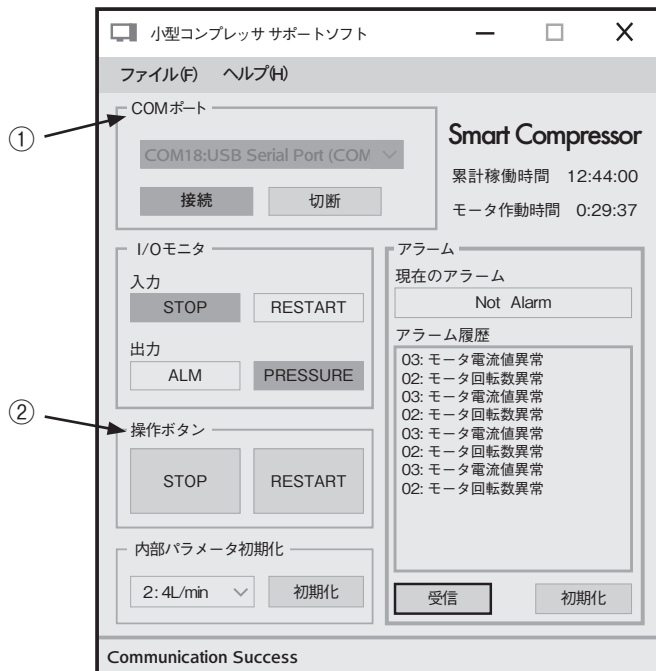 小型コンプレッサ サポートソフト
ファイル(F) ヘルプ(H)
①
COMポート
COM18:USB Serial Port (COM
接続 切断
Smart Compressor
累計稼働時間 12:44:00
モータ作動時間 0:29:37
I/Oモニタ
入力
STOP RESTART
出力
ALM PRESSURE
②
操作ボタン
STOP RESTART
内部パラメータ初期化
2: 4L/min 初期化
アラーム
現在のアラーム
Not Alarm
アラーム履歴
03: モータ電流値異常
02: モータ回転数異常
03: モータ電流値異常
02: モータ回転数異常
03: モータ電流値異常
02: モータ回転数異常
03: モータ電流値異常
02: モータ回転数異常
受信 初期化
Communication Success